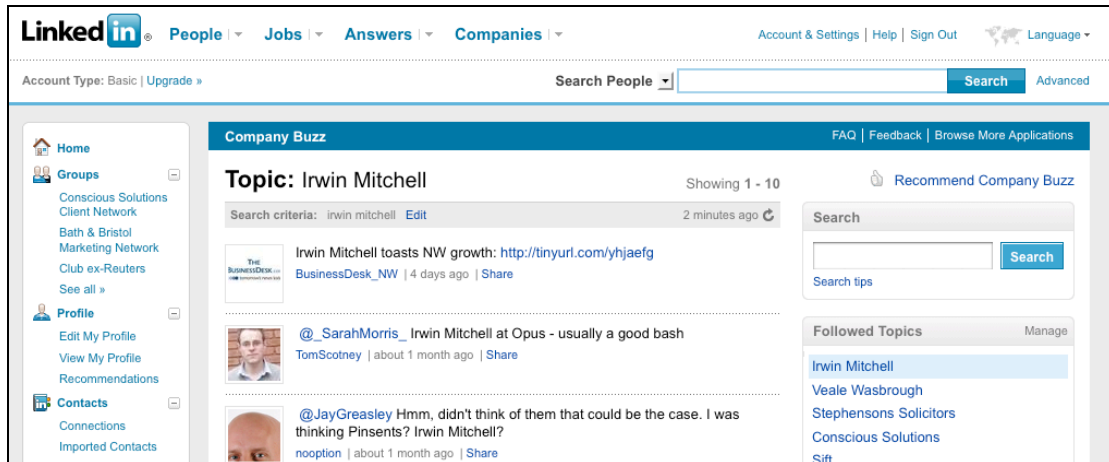 Linked in ®
People Jobs Answers Companies
Account & Settings | Help | Sign Out Language
Account Type: Basic | Upgrade »
Search People Search Advanced
Home
Groups
Conscious Solutions
Client Network
Bath & Bristol
Marketing Network
Club ex-Reuters
See all »
Profile
Edit My Profile
View My Profile
Recommendations
Contacts
Connections
Imported Contacts
Company Buzz
FAQ | Feedback | Browse More Applications
Topic: Irwin Mitchell
Showing 1 - 10
Search criteria: irwin mitchell Edit
2 minutes ago
THE
BUSINESSDESK
Irwin Mitchell toasts NW growth: http://tinyurl.com/yhjaefg
BusinessDesk_NW | 4 days ago | Share
@_SarahMorris_ Irwin Mitchell at Opus - usually a good bash
TomScotney | about 1 month ago | Share
@JayGreasley Hmm, didn't think of them that could be the case. I was
thinking Pinsents? Irwin Mitchell?
nooption | about 1 month ago | Share
Recommend Company Buzz
Search
Search
Search tips
Followed Topics Manage
Irwin Mitchell
Veale Wasbrough
Stephensons Solicitors
Conscious Solutions
Sift